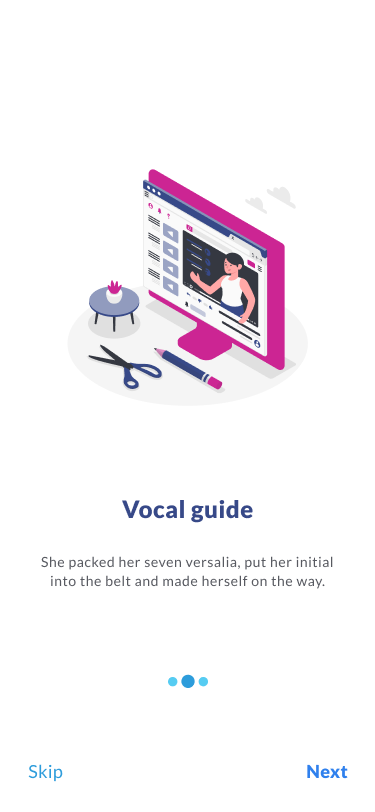 Vocal guide
She packed her seven versalia, put her initial
into the belt and made herself on the way.
Skip
Next